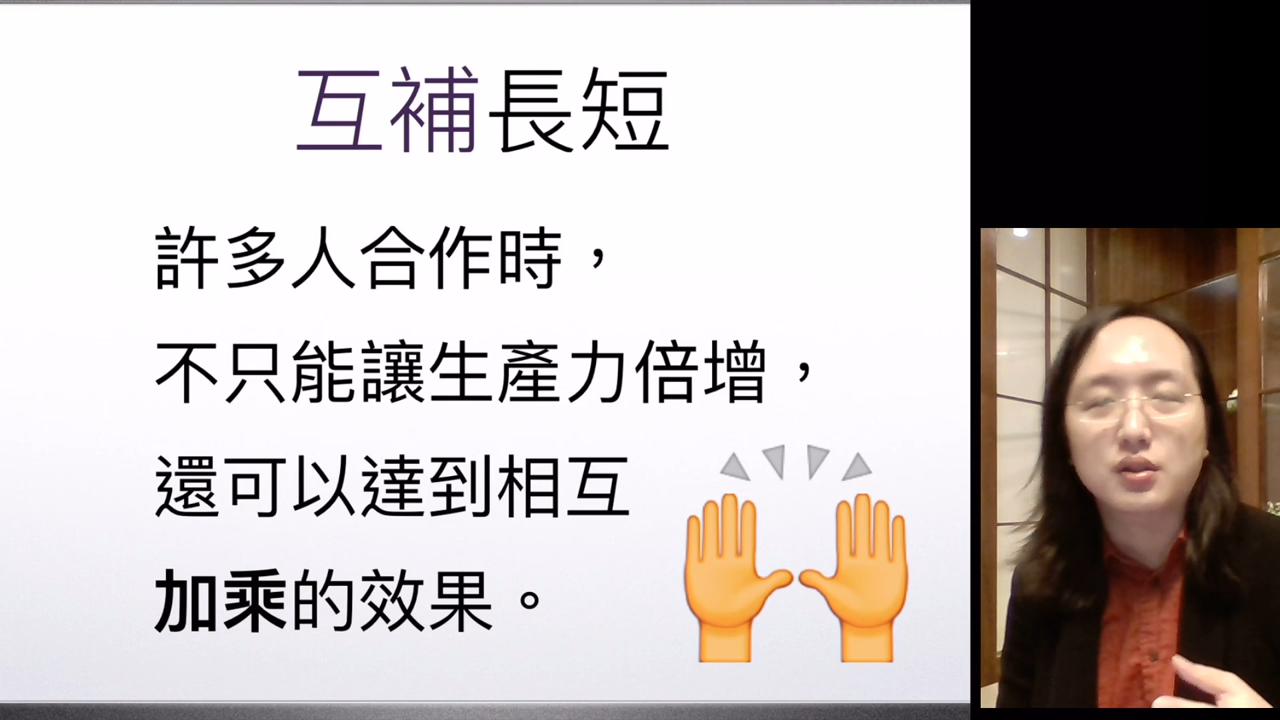 互補長短
許多人合作時，
不只能讓生產力倍增，
還可以達到相互
加乘的效果。